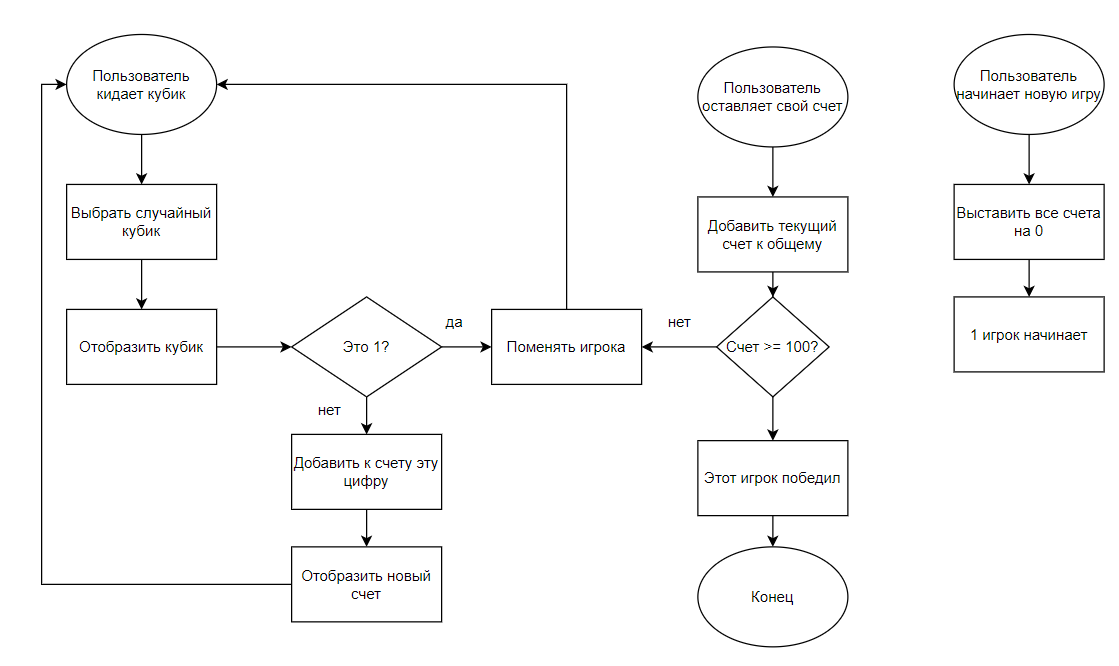 Пользователь
кидает кубик
Выбрать случайный
кубик
Отобразить кубик
Это 1?
да
нет
Добавить к счету эту
цифру
Отобразить новый
счет
Поменять игрока
Пользователь
оставляет свой счет
Добавить текущий
счет к общему
Счет >= 100?
нет
Этот игрок победил
Конец
Пользователь
начинает новую игру
Выставить все счета
на 0
1 игрок начинает